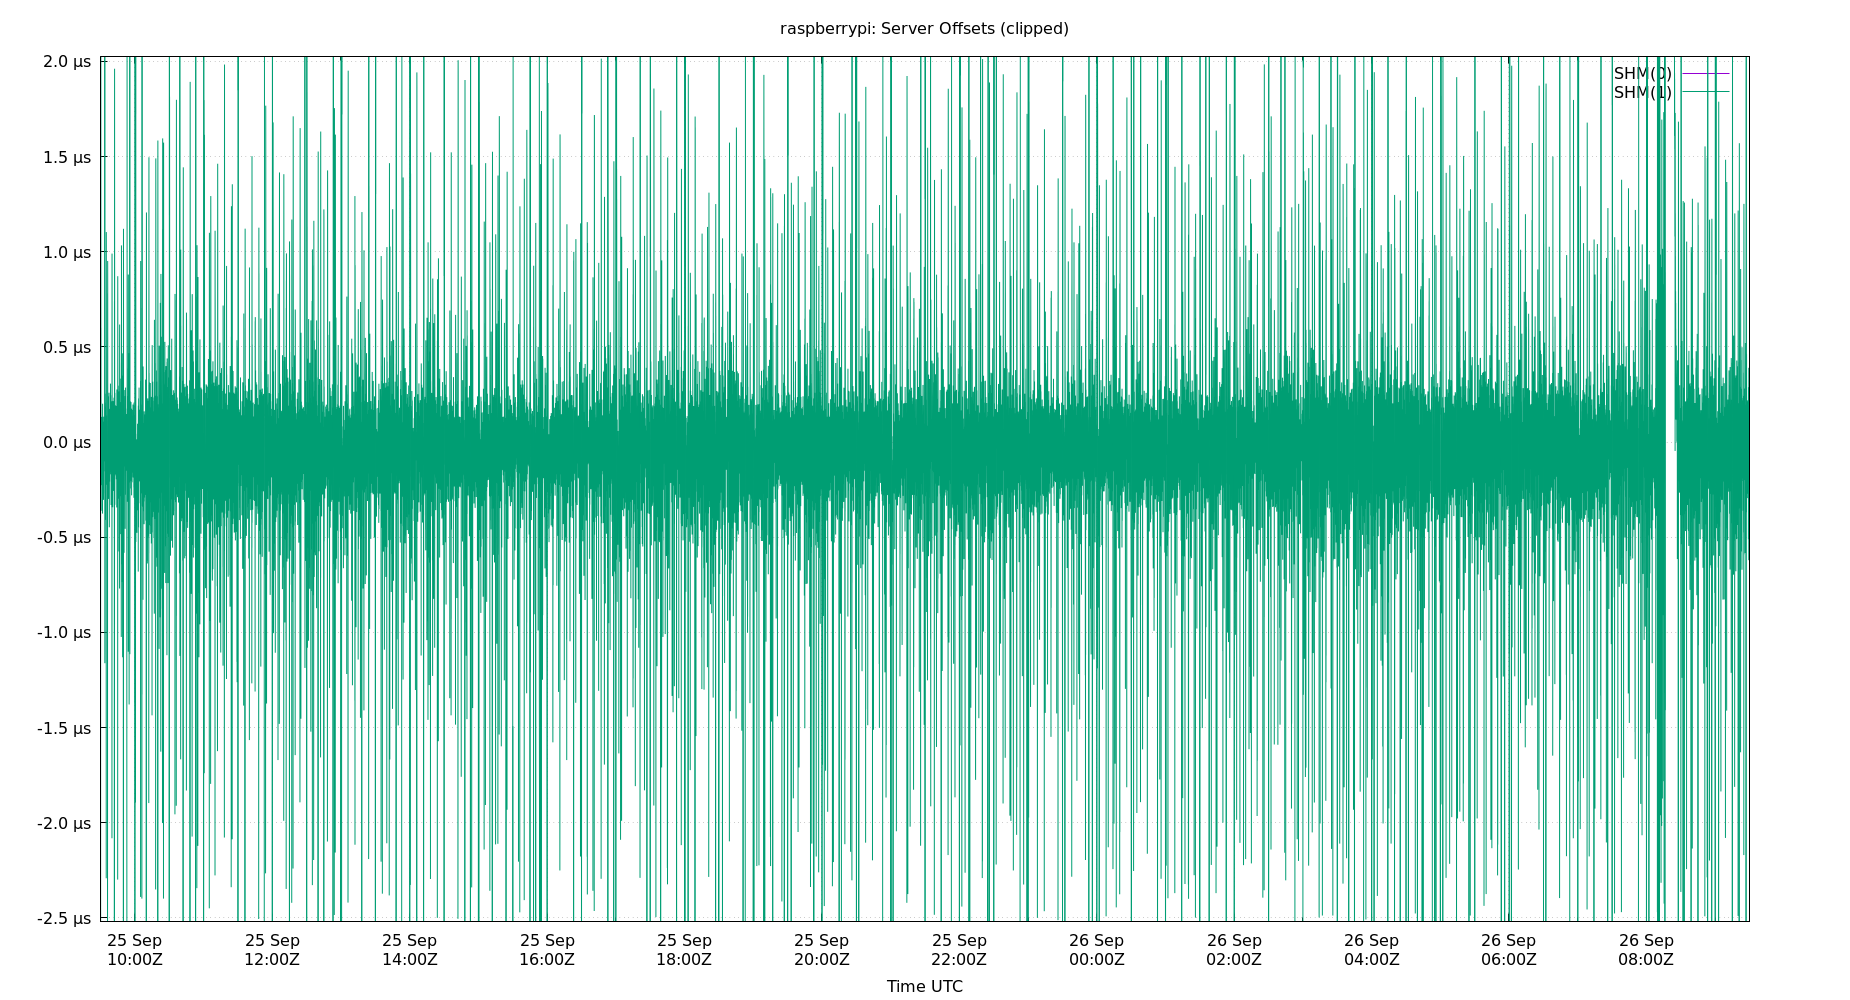 raspberrypi: Server Offsets (clipped)
2.0 µs
1.5 µs
1.0 µs
0.5 µs
0.0 µs
-0.5 µs
-1.0 µs
-1.5 µs
-2.0 µs
-2.5 µs
SHM(0)
SHM(1)
25 Sep 25 Sep 25 Sep 25 Sep 25 Sep 25 Sep 25 Sep 26 Sep 26 Sep 26 Sep 26 Sep 26 Sep
10:00Z 12:00Z 14:00Z 16:00Z 18:00Z 20:00Z 22:00Z 00:00Z 02:00Z 04:00Z 06:00Z 08:00Z
Time UTC